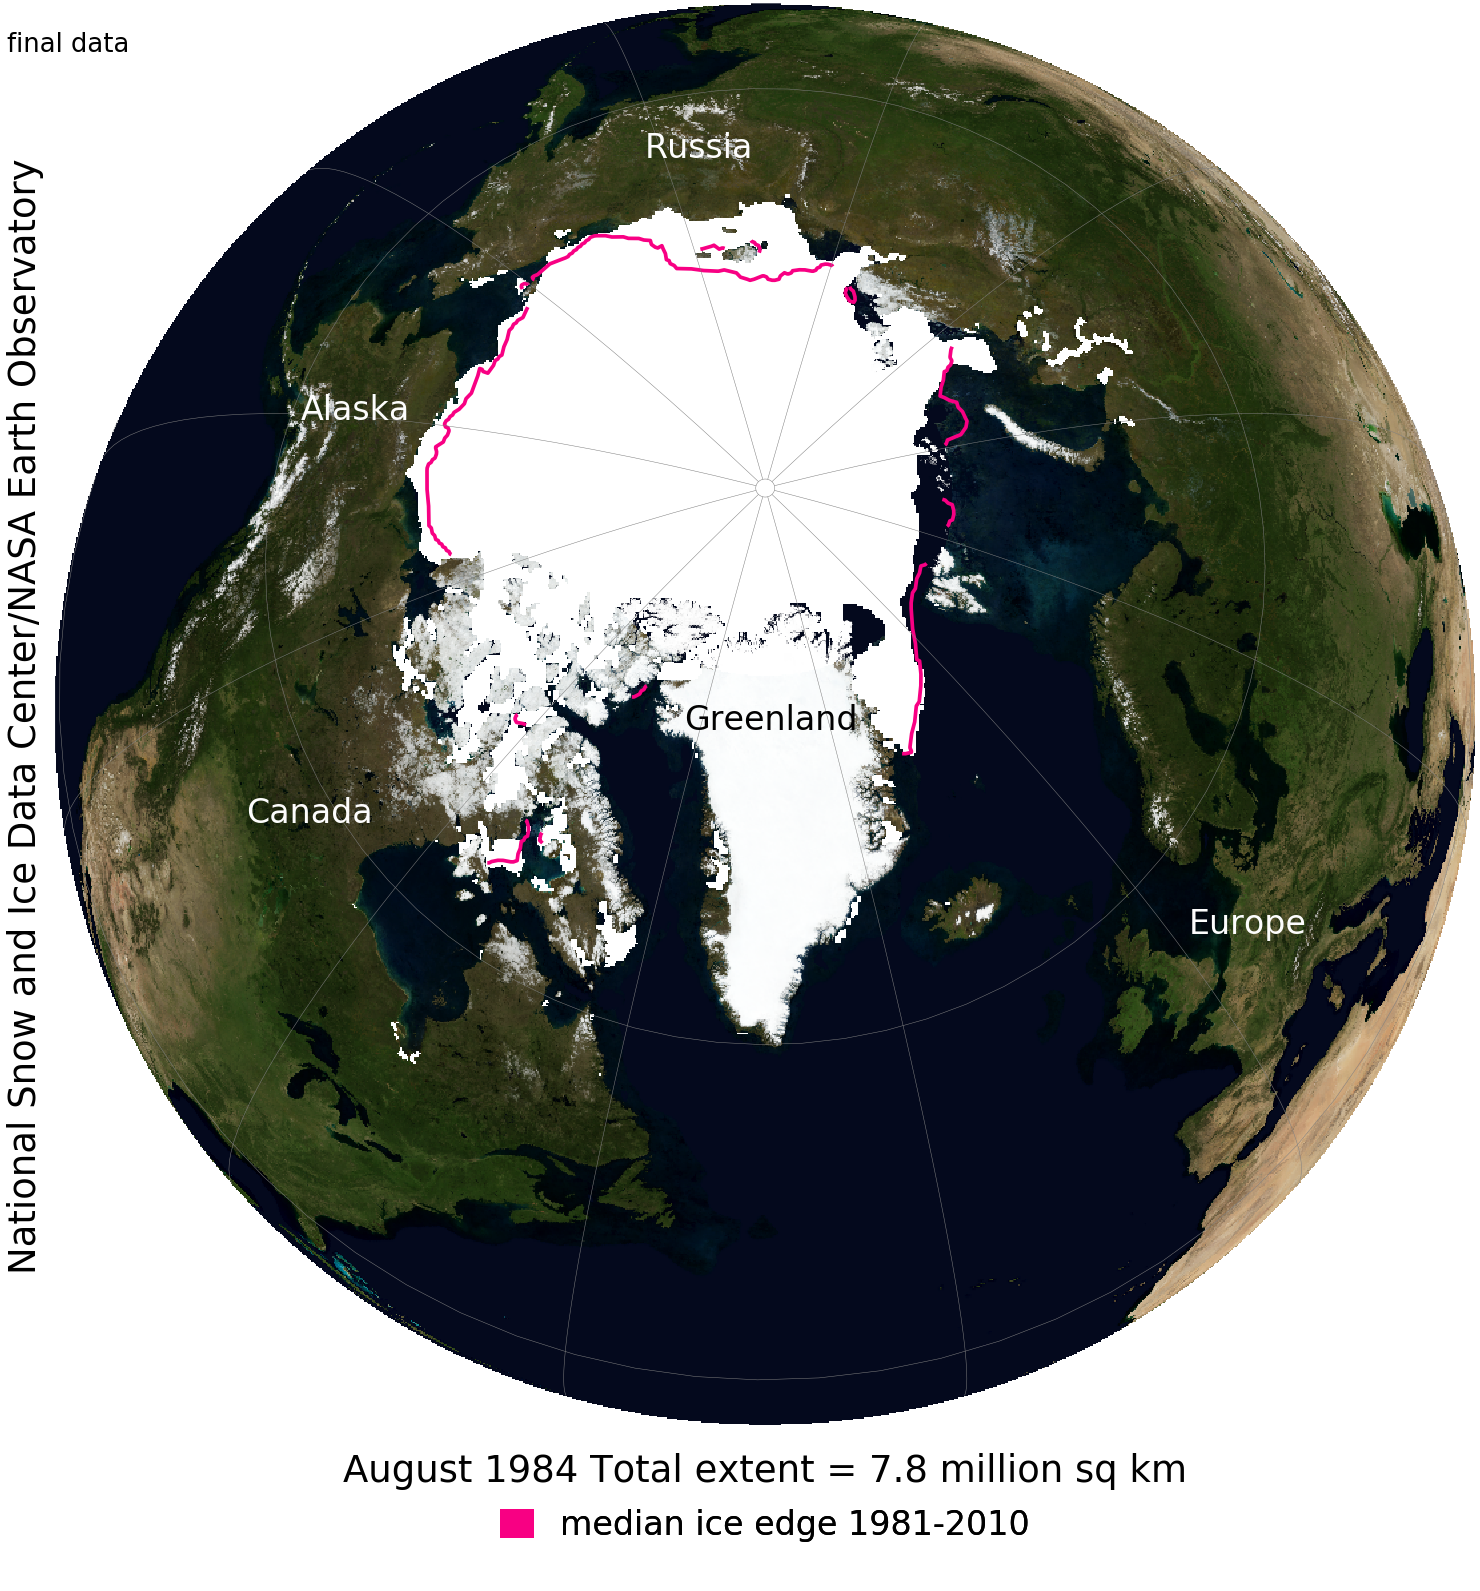 final data
National Snow and Ice Data Center/NASA Earth Observatory
Russia
Alaska
Greenland
Canada
Europe
August 1984 Total extent = 7.8 million sq km
median ice edge 1981-2010